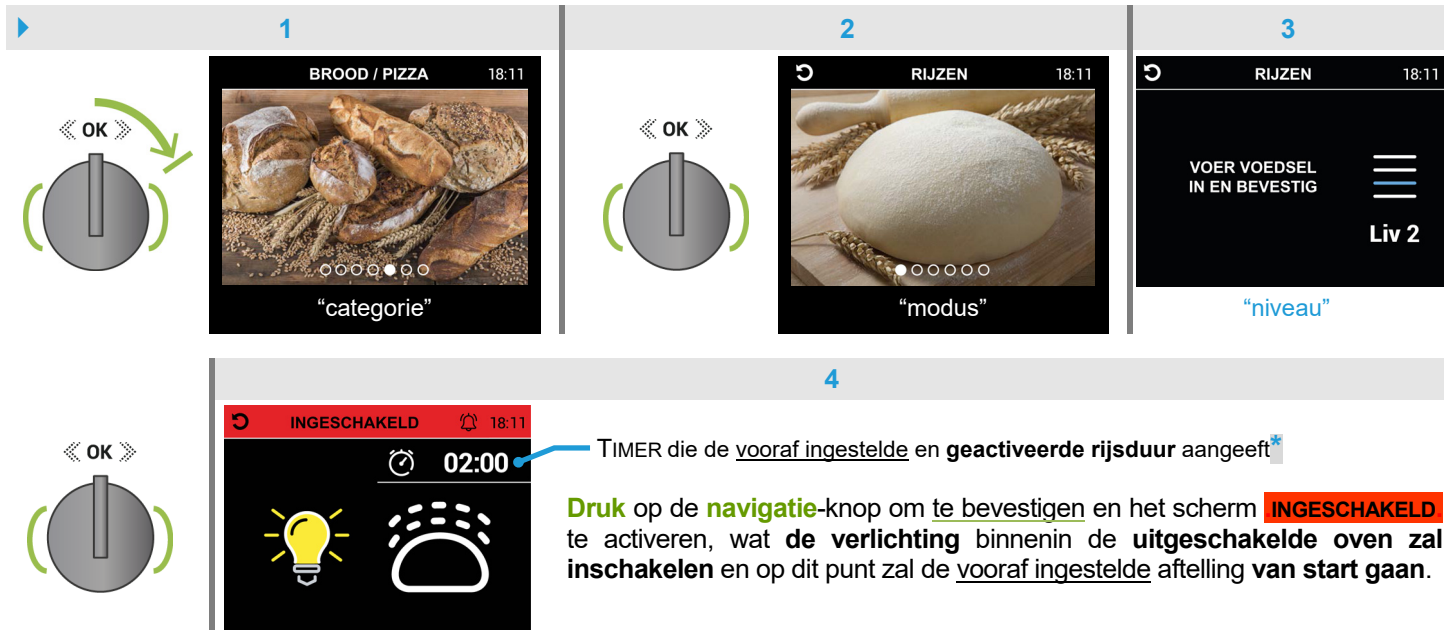 1
2
3
OK
BROOD / PIZZA 18:11
“categorie”
OK
RIJZEN 18:11
“modus”
RIJZEN 18:11
VOER VOEDSEL
IN EN BEVESTIG
Liv 2
“niveau”
4
OK
INGESCHAKELD 18:11
02:00
TIMER die de vooraf ingestelde en geactiveerde rijsduur aangeeft*
Druk op de navigatie-knop om te bevestigen en het scherm .INGESCHAKELD.
te activeren, wat de verlichting binnenin de uitgeschakelde oven zal
inschakelen en op dit punt zal de vooraf ingestelde aftelling van start gaan.